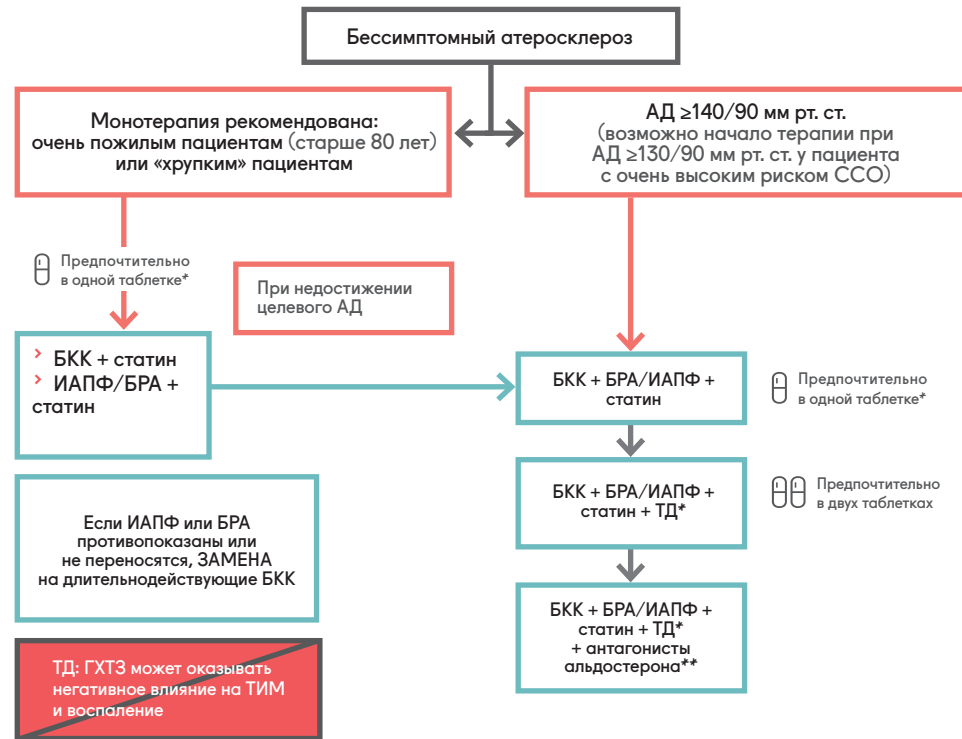 Бессимптомный атеросклероз
Монотерапия рекомендована:
очень пожилым пациентам (старше 80 лет)
или «хрупким» пациентам
АД ≥140/90 мм рт. ст.
(возможно начало терапии при
АД ≥130/90 мм рт. ст. у пациента
с очень высоким риском ССО)
Предпочтительно
в одной таблетке*
При недостижении
целевого АД
› БКК + статин
› ИАПФ/БРА +
статин
БКК + БРА/ИАПФ +
статин
Предпочтительно
в одной таблетке*
БКК + БРА/ИАПФ +
статин + ТД*
Предпочтительно
в двух таблетках
Если ИАПФ или БРА
противопоказаны или
не переносятся, ЗАМЕНА
на длительнодействующие БКК
БКК + БРА/ИАПФ +
статин + ТД*
+ антагонисты
альдостерона**
ТД: ГХТЗ может оказывать
негативное влияние на ТИМ
и воспаление